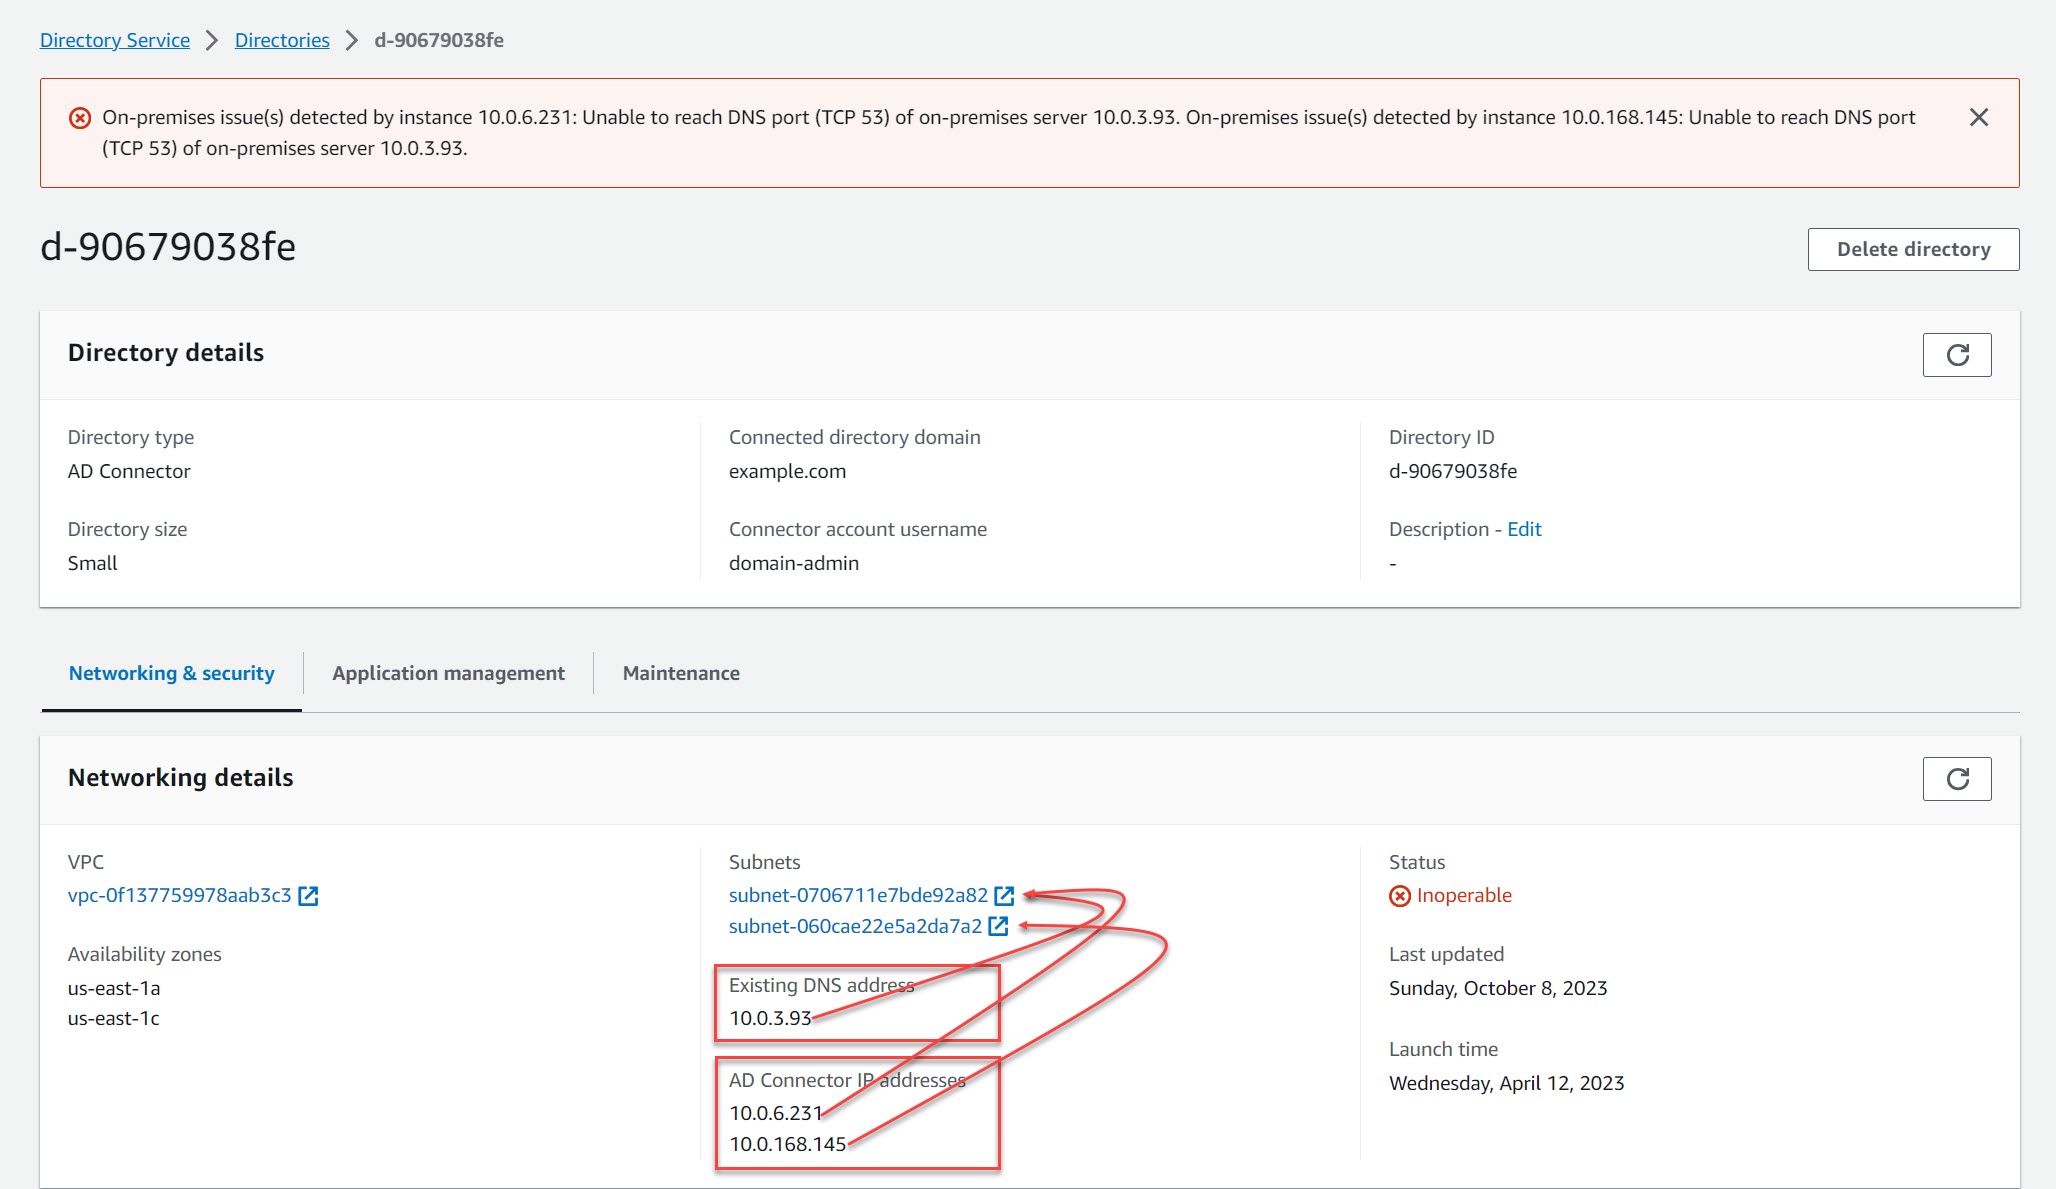 Directory Service > Directories > d-90679038fe
On-premises issue(s) detected by instance 10.0.6.231: Unable to reach DNS port (TCP 53) of on-premises server 10.0.3.93. On-premises issue(s) detected by instance 10.0.168.145: Unable to reach DNS port
(TCP 53) of on-premises server 10.0.3.93.
d-90679038fe
Delete directory
Directory details
Directory type
AD Connector
Directory size
Small
Connected directory domain
example.com
Connector account username
domain-admin
Directory ID
d-90679038fe
Description - Edit
-
Networking & security
Application management
Maintenance
Networking details
VPC
vpc-0f137759978aab3c3
Availability zones
us-east-1a
us-east-1c
Subnets
subnet-0706711e7bde92a82
subnet-060cae22e5a2da7a2
Existing DNS address
10.0.3.93
AD Connector IP addresses
10.0.6.231
10.0.168.145
Status
Inoperable
Last updated
Sunday, October 8, 2023
Launch time
Wednesday, April 12, 2023